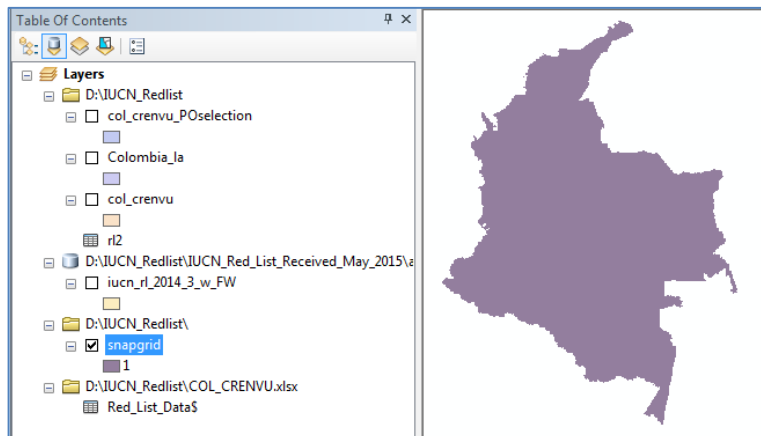 Table Of Contents
Layers
D:\IUCN_Redlist
col_crenvu_POselection
Colombia_la
col_crenvu
rl2
D:\IUCN_Redlist\IUCN_Red_List_Received_May_2015\a
iucn_rl_2014_3_w_FW
D:\IUCN_Redlist\
snapgrid
1
D:\IUCN_Redlist\COL_CRENVU.xlsx
Red_List_Data$